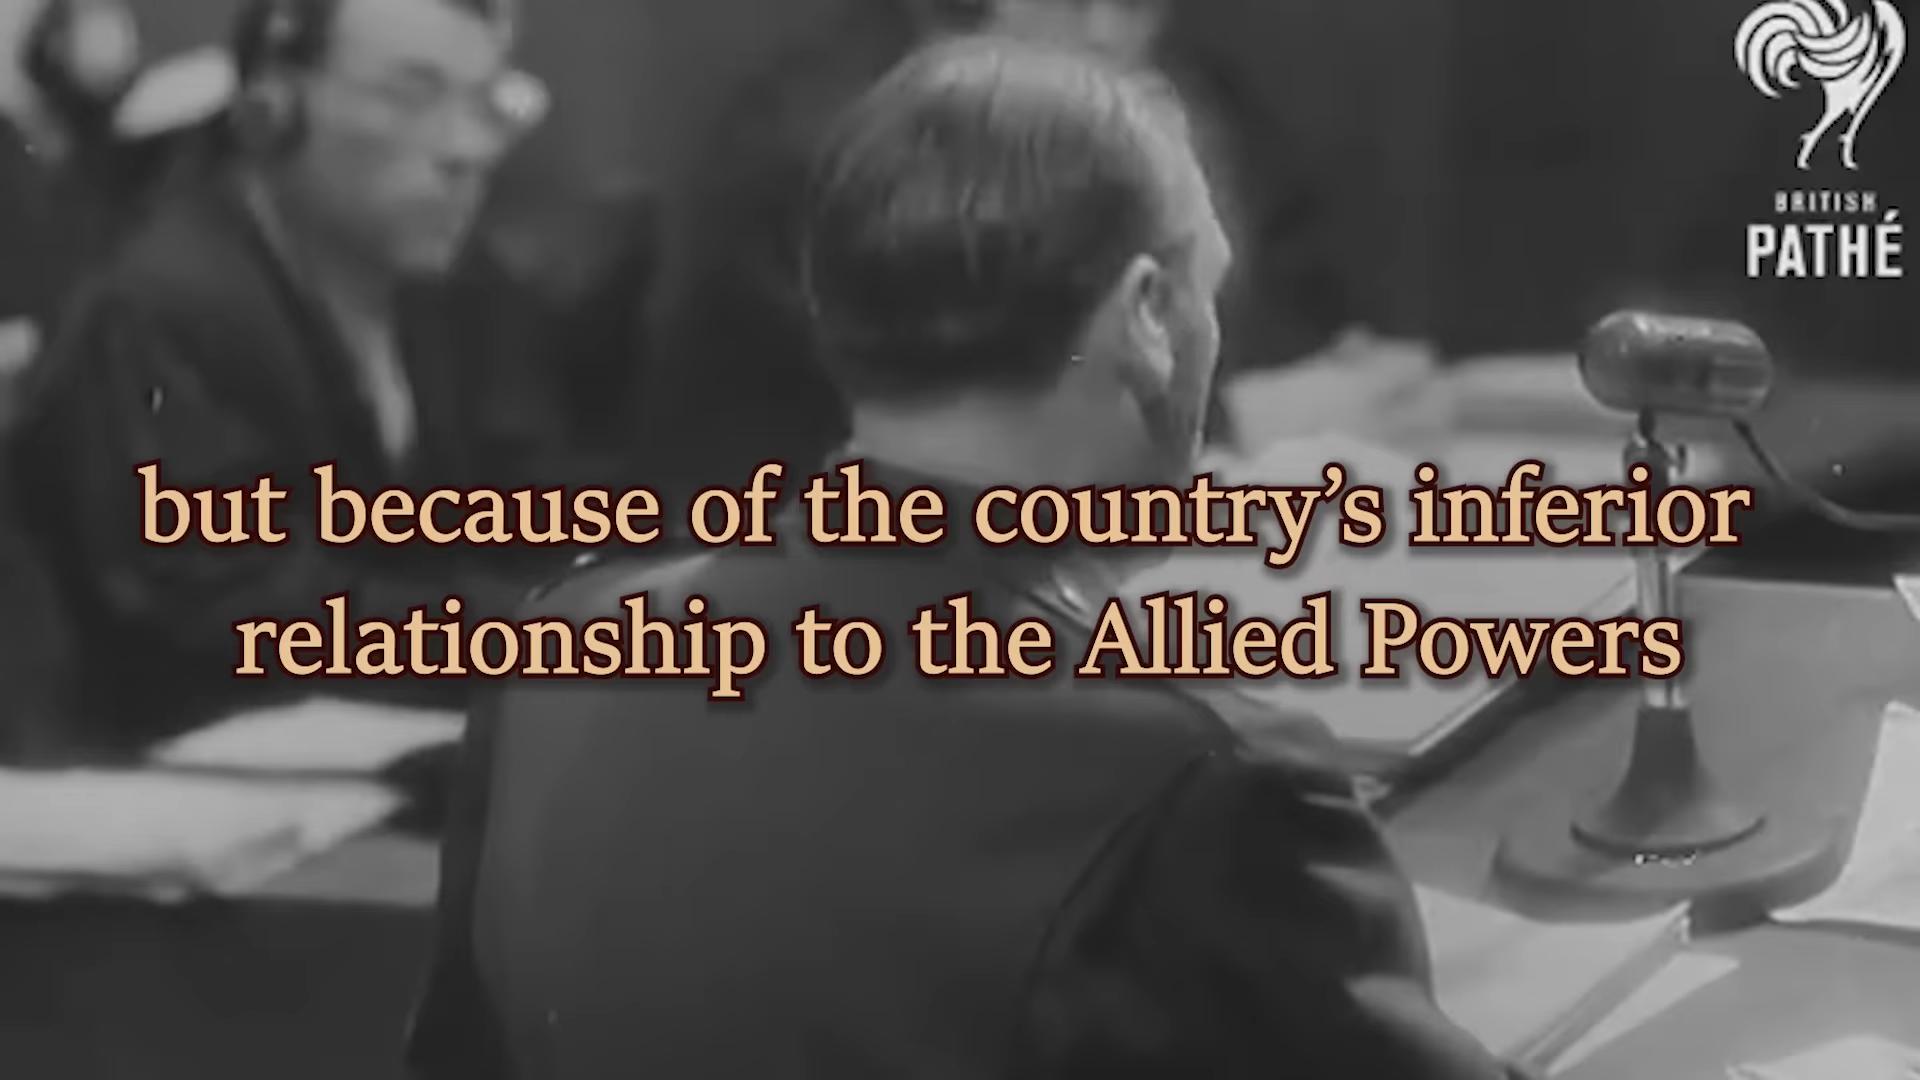 BRITISH
PATHÉ
but because of the country’s inferior
relationship to the Allied Powers